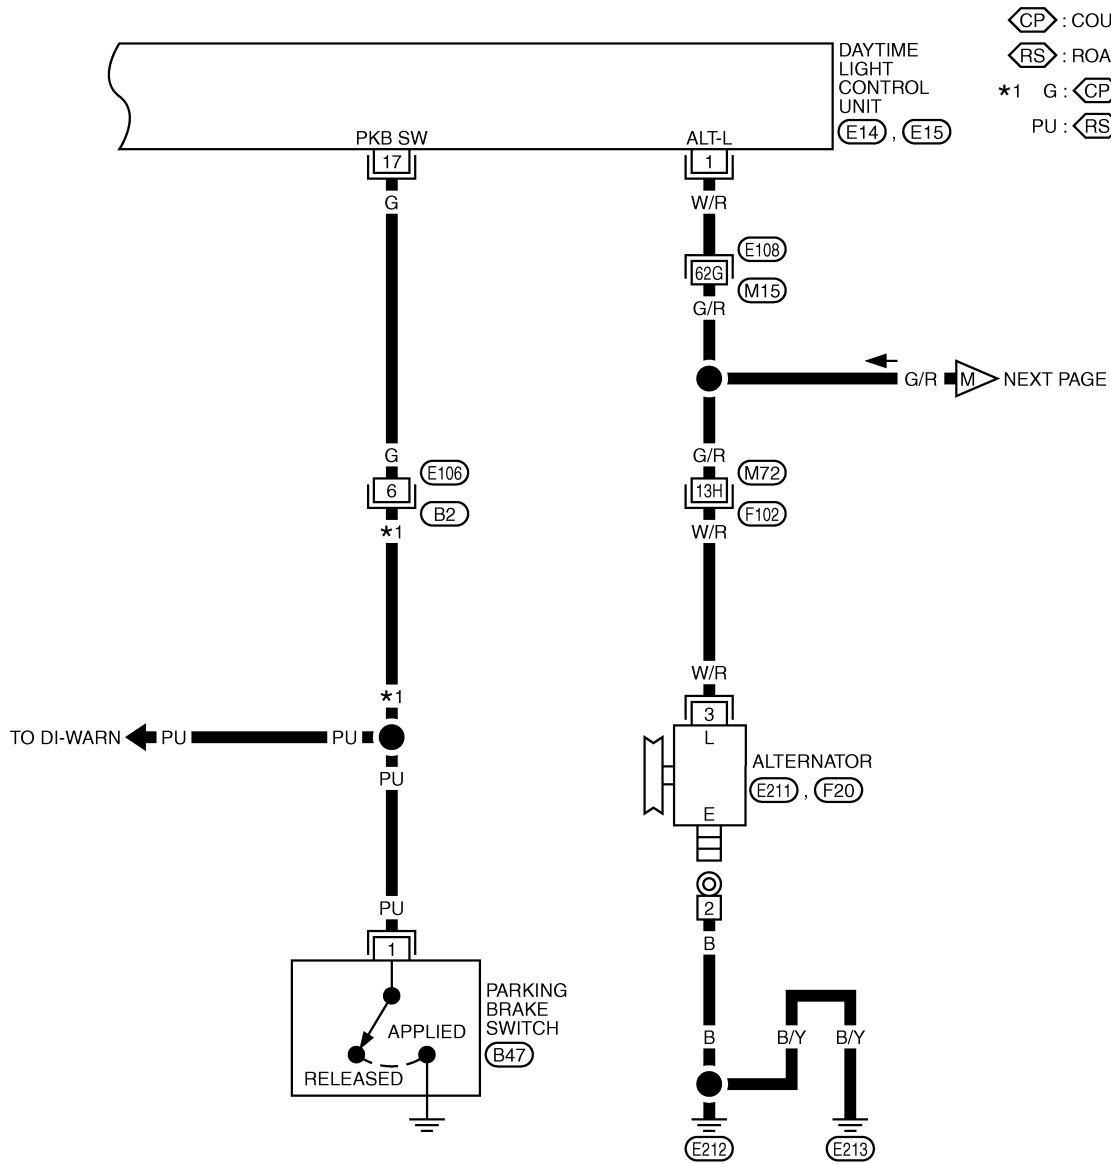 CP : COU
RS : ROA
*1 G : CP
PU : RS
DAYTIME
LIGHT
CONTROL
UNIT
E14 , E15
PKB SW
ALT-L
17
1
G
W/R
E108
62G
M15
G/R
G/R
M
NEXT PAGE
G
G/R
E106
M72
6
13H
B2
F102
*1
W/R
W/R
*1
3
L
TO DI-WARN
PU
PU
PU
ALTERNATOR
E211 , F20
E
PU
2
1
B
PARKING
BRAKE
SWITCH
B47
APPLIED
RELEASED
B
B/Y
B/Y
E212
E213